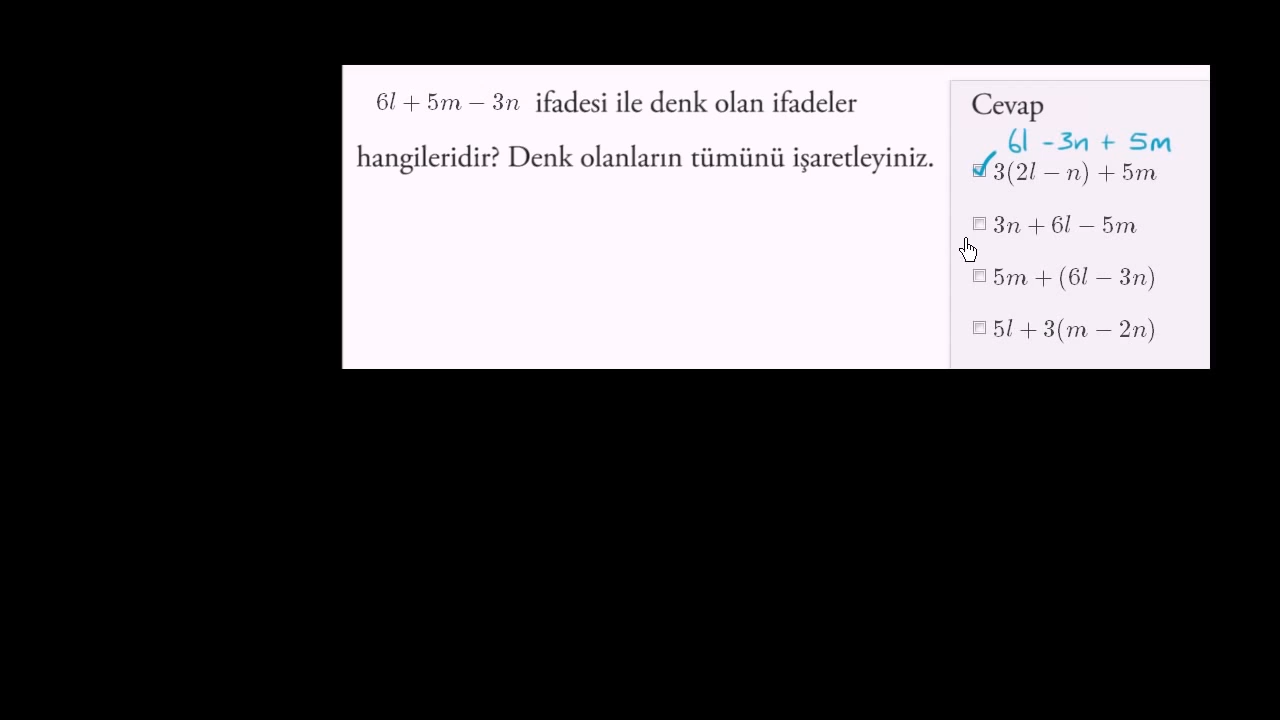 6l + 5m − 3n ifadesi ile denk olan ifadeler
hangileridir? Denk olanların tümünü işaretleyiniz.
Cevap
6l - 3n + 5m
3(2l − n) + 5m
3n + 6l − 5m
5m + (6l − 3n)
5l + 3(m − 2n)